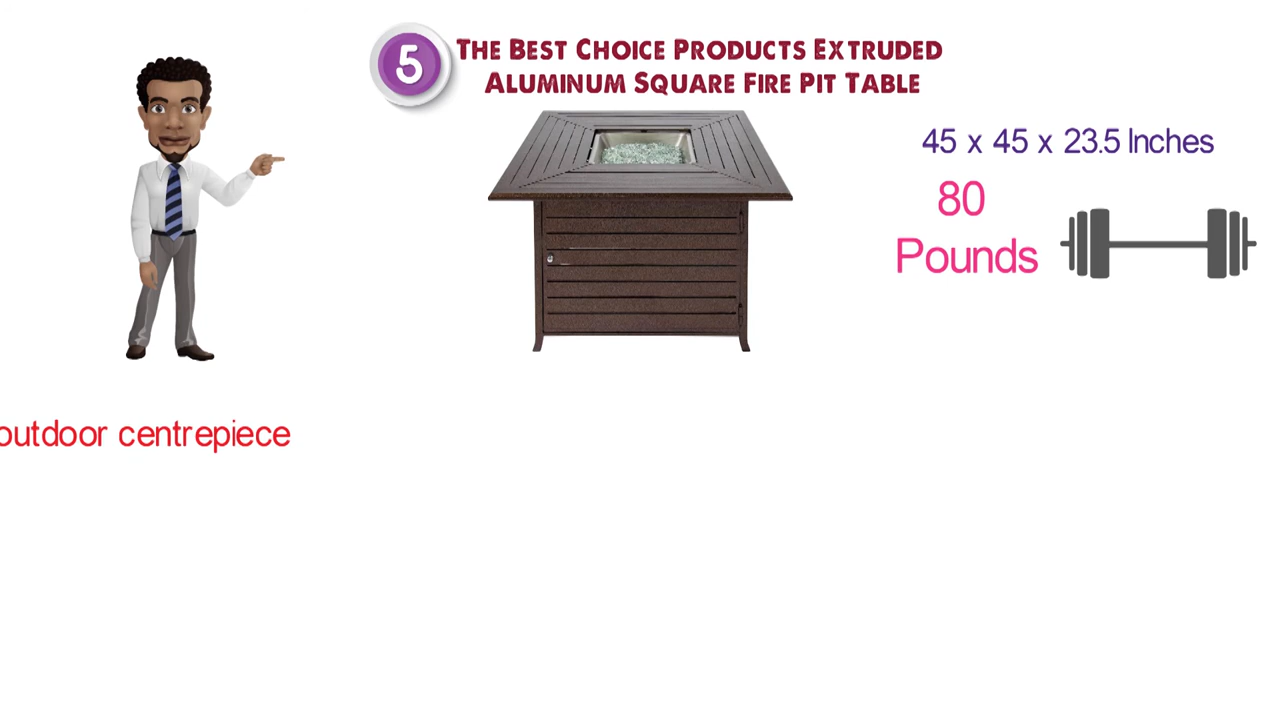 5
The Best Choice Products Extruded
Aluminum Square Fire Pit Table
45 x 45 x 23.5 Inches
80
Pounds
outdoor centrepiece